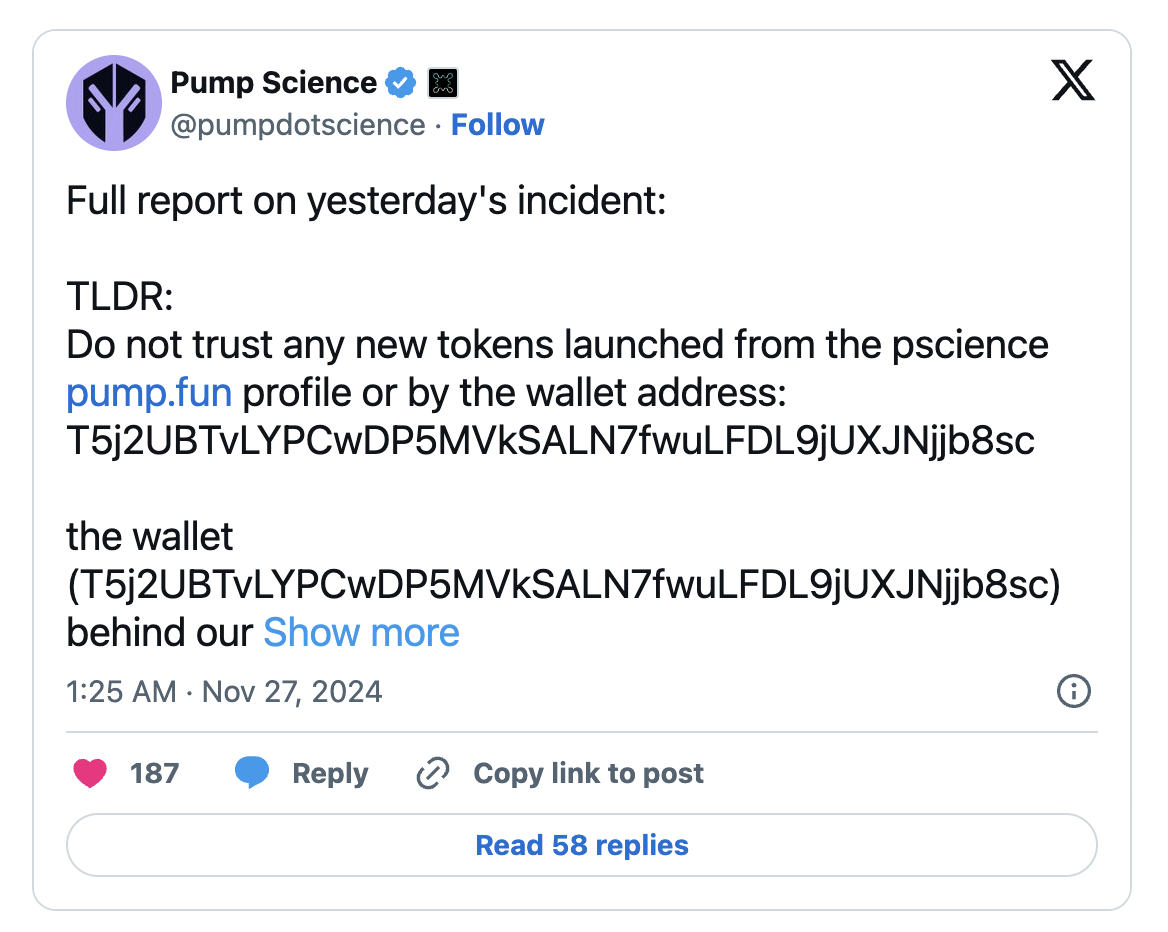 Pump Science
@pumpdotscience · Follow
Full report on yesterday's incident:
TLDR:
Do not trust any new tokens launched from the pscience
pump.fun profile or by the wallet address:
T5j2UBTvLYPCwDP5MVkSALN7fwuLFDL9jUXJNjjb8sc
the wallet
(T5j2UBTvLYPCwDP5MVkSALN7fwuLFDL9jUXJNjjb8sc)
behind our Show more
1:25 AM · Nov 27, 2024
187 Reply Copy link to post
Read 58 replies